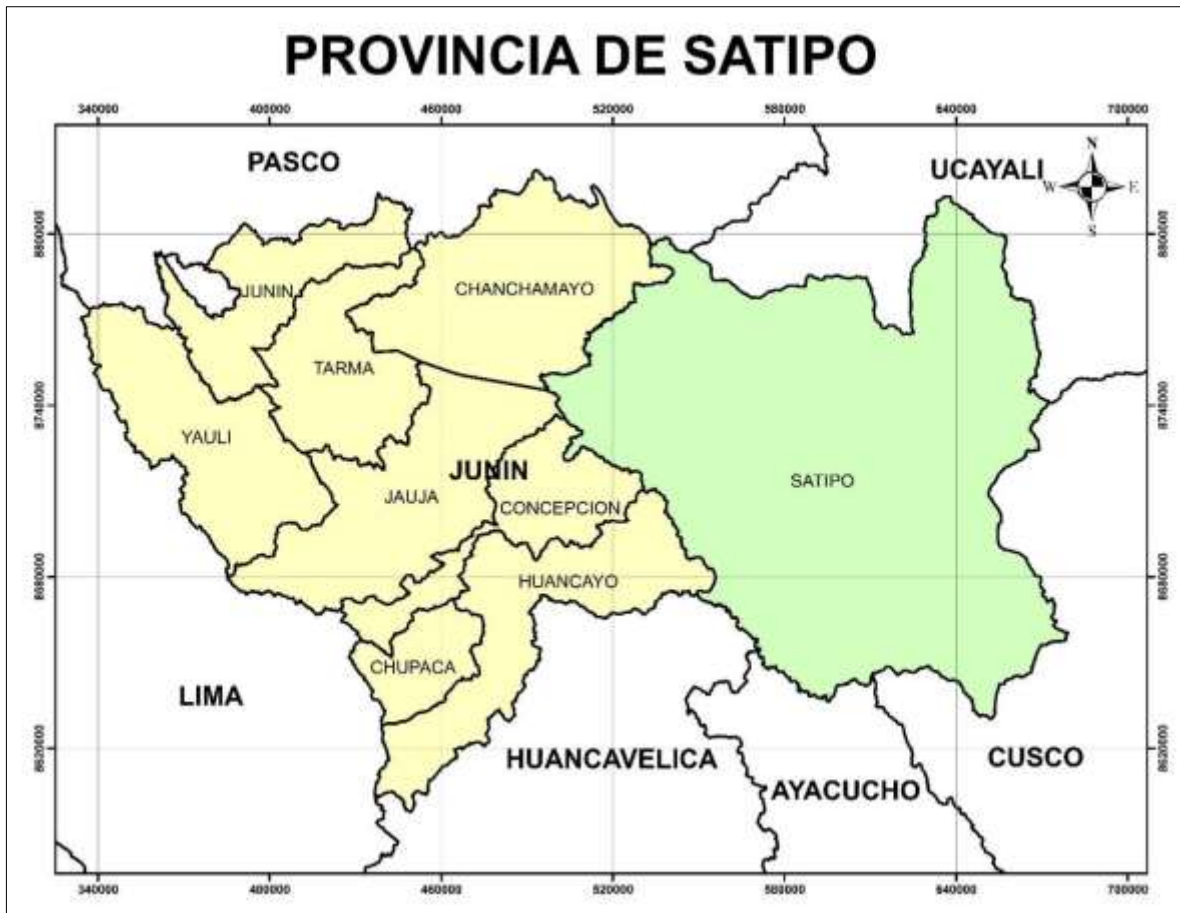 PROVINCIA DE SATIPO
340000 400000 460000 520000 580000 640000 700000
PASCO
UCAYALI
N
W E
S
8800000 8800000
JUNIN
CHANCHAMAYO
TARMA
8740000 8740000
YAULI
JUNIN
JAUJA
SATIPO
CONCEPCION
8680000 8680000
HUANCAYO
CHUPACA
LIMA
8620000 8620000
HUANCAVELICA
CUSCO
AYACUCHO
340000 400000 460000 520000 580000 640000 700000